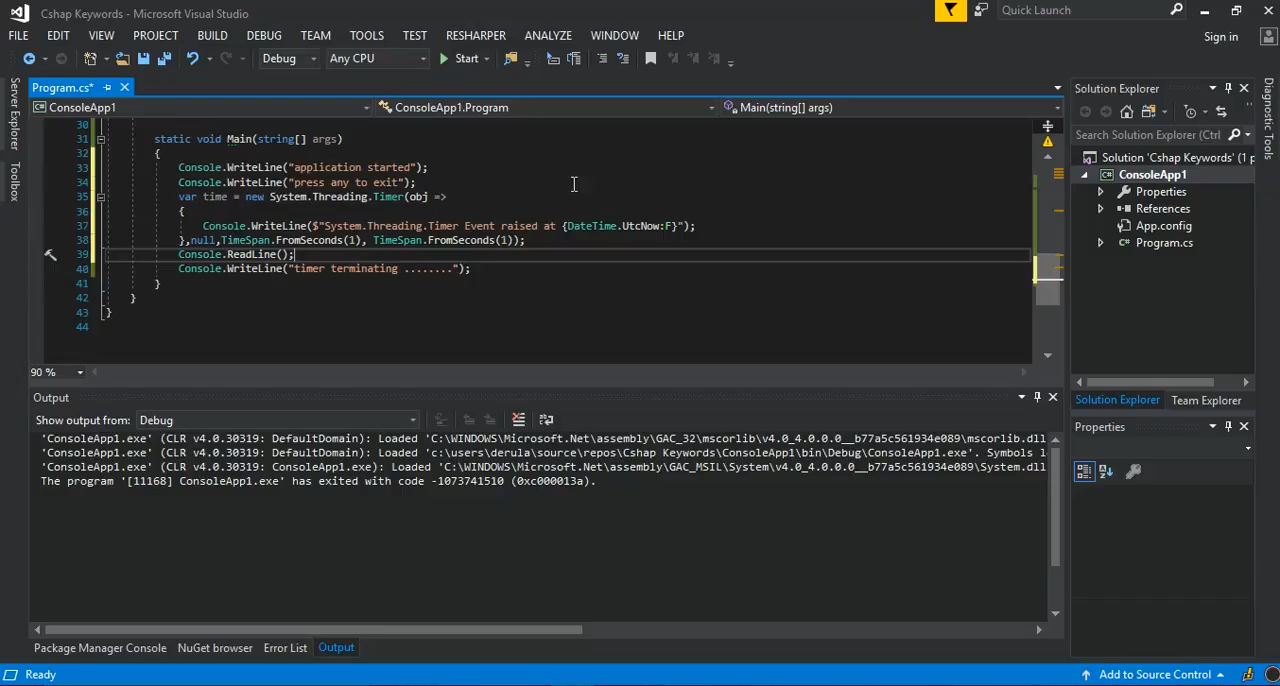 Cshap Keywords - Microsoft Visual Studio
Quick Launch
FILE EDIT VIEW PROJECT BUILD DEBUG TEAM TOOLS TEST RESHARPER ANALYZE WINDOW HELP
Sign in
Debug Any CPU Start
Server Explorer
Toolbox
Program.cs*
ConsoleApp1 ConsoleApp1.Program Main(string[] args)
30
31 static void Main(string[] args)
32 {
33 Console.WriteLine("application started");
34 Console.WriteLine("press any to exit");
35 var time = new System.Threading.Timer(obj =>
36 {
37 Console.WriteLine($"System.Threading.Timer Event raised at {DateTime.UtcNow:F}");
38 },null,TimeSpan.FromSeconds(1), TimeSpan.FromSeconds(1));
39 Console.ReadLine();
40 Console.WriteLine("timer terminating ........");
41 }
42 }
43 }
44
90 %
Output
Show output from: Debug
'ConsoleApp1.exe' (CLR v4.0.30319: DefaultDomain): Loaded 'C:\WINDOWS\Microsoft.Net\assembly\GAC_32\mscorlib\v4.0_4.0.0.0__b77a5c561934e089\mscorlib.dll
'ConsoleApp1.exe' (CLR v4.0.30319: DefaultDomain): Loaded 'c:\users\derula\source\repos\Cshap Keywords\ConsoleApp1\bin\Debug\ConsoleApp1.exe'. Symbols l
'ConsoleApp1.exe' (CLR v4.0.30319: ConsoleApp1.exe): Loaded 'C:\WINDOWS\Microsoft.Net\assembly\GAC_MSIL\System\v4.0_4.0.0.0__b77a5c561934e089\System.dll
The program '[11168] ConsoleApp1.exe' has exited with code -1073741510 (0xc000013a).
Package Manager Console NuGet browser Error List Output
Solution Explorer
Search Solution Explorer (Ctrl
Solution 'Cshap Keywords' (1 p
ConsoleApp1
Properties
References
App.config
Program.cs
Solution Explorer Team Explorer
Properties
Diagnostic Tools
Ready
Add to Source Control